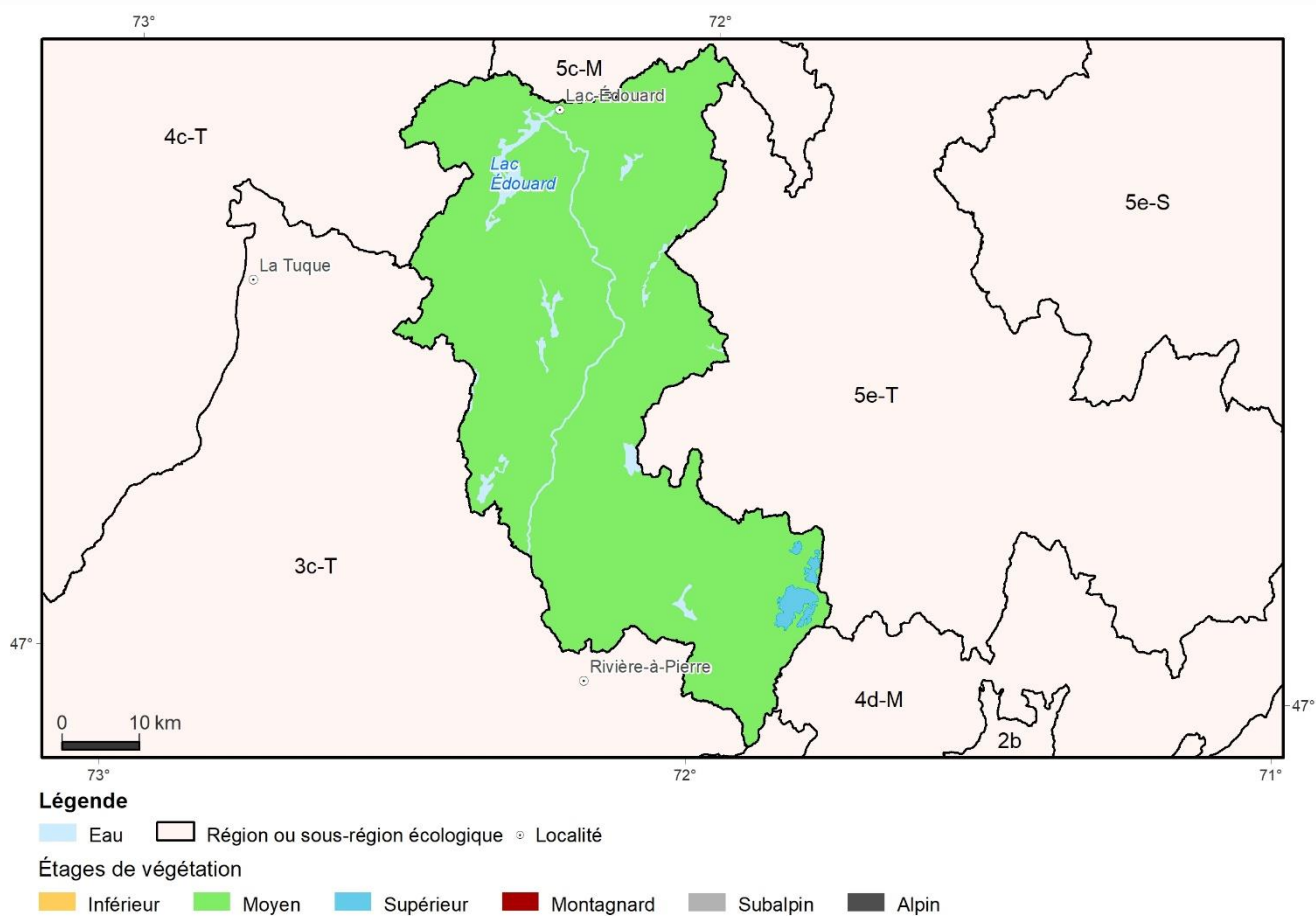 73°
72°
5c-M
Lac-Édouard
4c-T
Lac
Édouard
5e-S
La Tuque
5e-T
3c-T
47°
Rivière-à-Pierre
4d-M
47°
0 10 km
2b
73°
72°
71°
Légende
Eau Région ou sous-région écologique Localité
Étages de végétation
Inférieur Moyen Supérieur Montagnard Subalpin Alpin